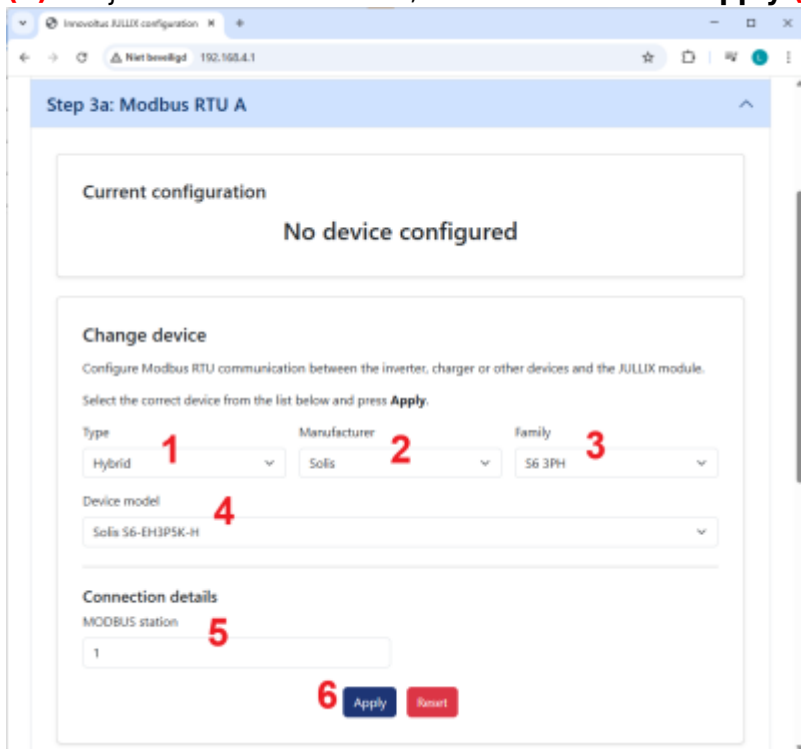 Innovoltus JULLIX configuration
Niet beveiligd 192.168.4.1
L
Step 3a: Modbus RTU A
Current configuration
No device configured
Change device
Configure Modbus RTU communication between the inverter, charger or other devices and the JULLIX module.
Select the correct device from the list below and press Apply.
Type Manufacturer Family
1 2 3
Hybrid Solis S6 3PH
Device model
4
Solis S6-EH3P5K-H
Connection details
MODBUS station
5
1
6 Apply Reset